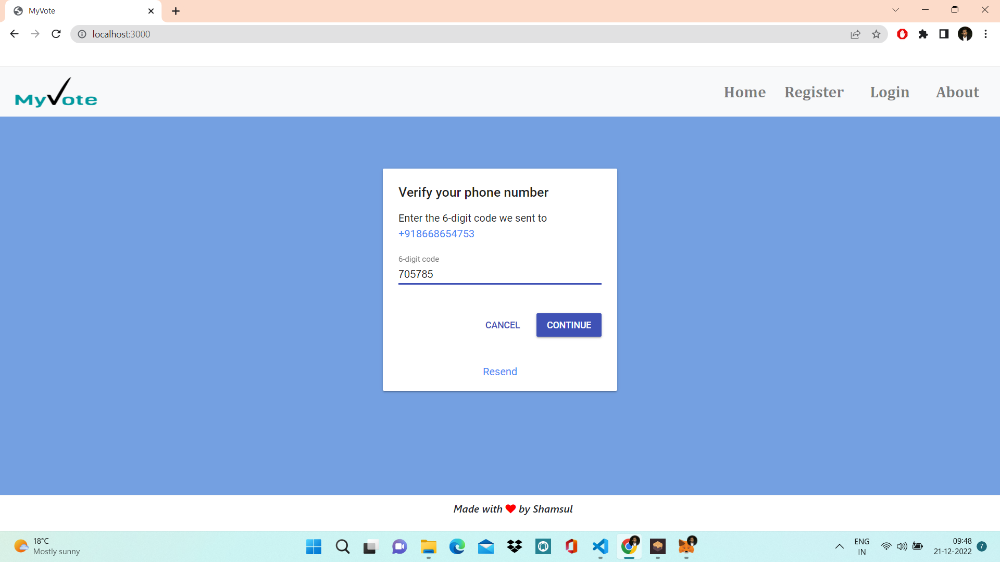 MyVote
localhost:3000
MyVote
Home Register Login About
Verify your phone number
Enter the 6-digit code we sent to
+918668654753
6-digit code
705785
CANCEL CONTINUE
Resend
Made with ❤ by Shamsul
18°C
Mostly sunny
ENG
IN
09:48
21-12-2022
7